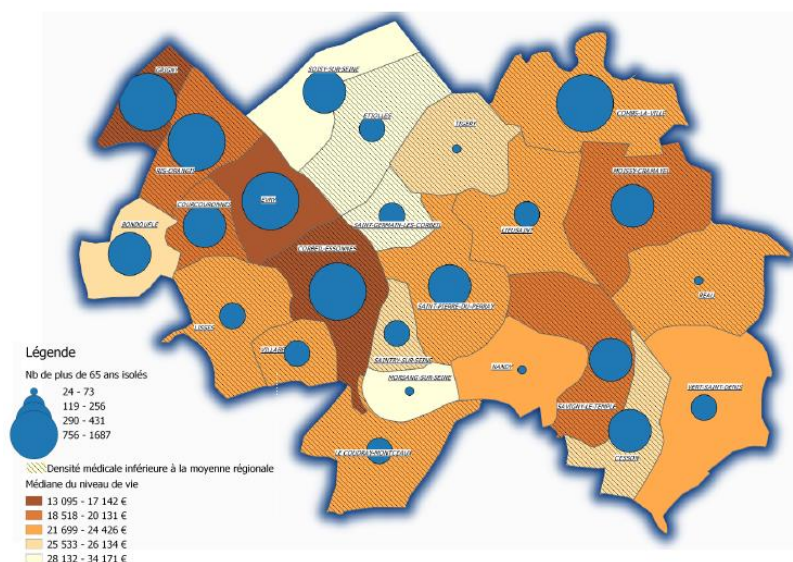 GRIGNY
SOISY-SUR-SEINE
ETIOLLES
TIGERY
COMBS-LA-VILLE
RIS-ORANGIS
MOISSY-CRAMAYEL
EVRY
COURCOURONNES
SAINT-GERMAIN-LES-CORBEIL
LIEUSAINT
BONDOUFLE
CORBEIL-ESSONNES
REAU
SAINT-PIERRE-DU-PERRAY
LISSES
VILLABE
SAINTRY-SUR-SEINE
NANDY
MORSANG-SUR-SEINE
VERT-SAINT-DENIS
SAVIGNY-LE-TEMPLE
LE COUDRAY-MONTCEAUX
CESSON
Légende
Nb de plus de 65 ans isolés
24 - 73
119 - 256
290 - 431
756 - 1687
Densité médicale inférieure à la moyenne régionale
Médiane du niveau de vie
13 095 - 17 142 €
18 518 - 20 131 €
21 699 - 24 426 €
25 533 - 26 134 €
28 132 - 34 171 €